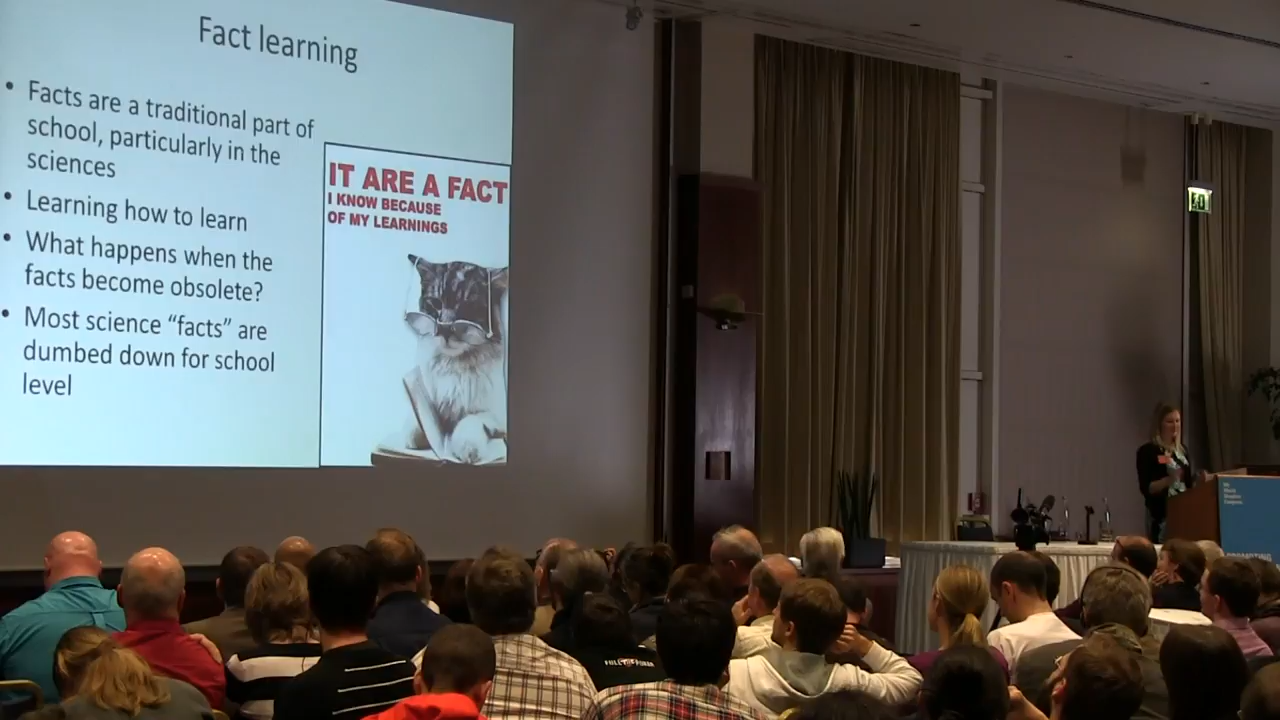 Fact learning
• Facts are a traditional part of
school, particularly in the
sciences
• Learning how to learn
• What happens when the
facts become obsolete?
• Most science “facts” are
dumbed down for school
level
IT ARE A FACT
I KNOW BECAUSE
OF MY LEARNINGS